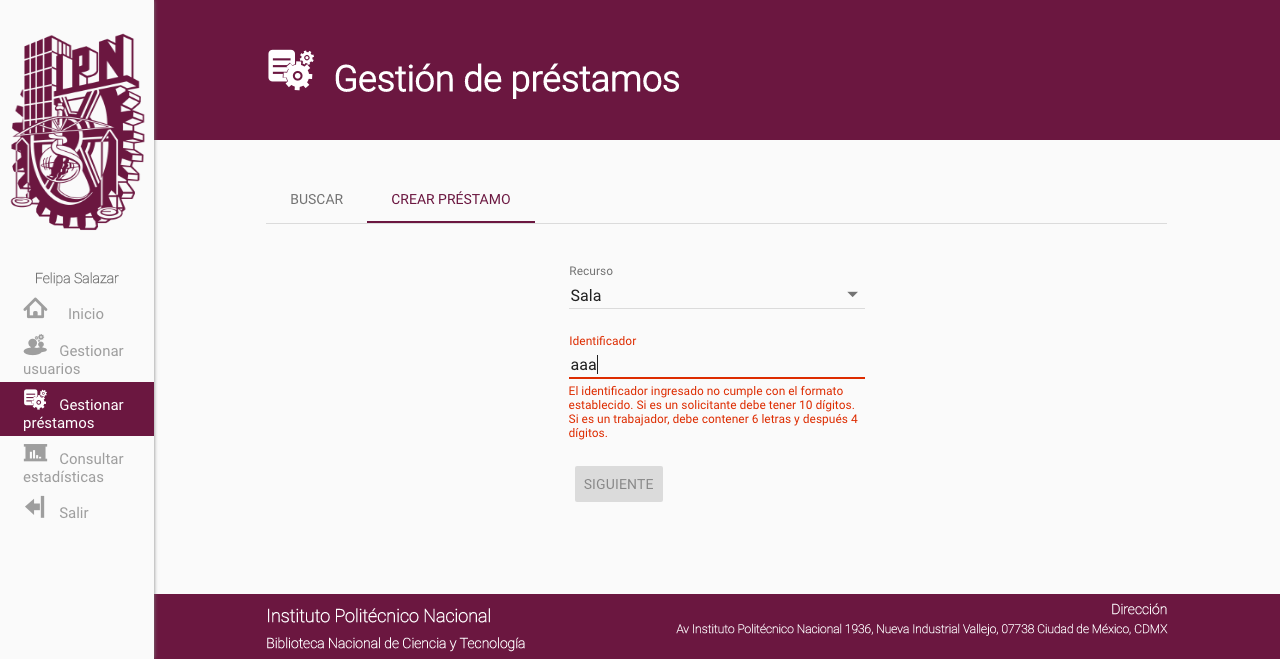 IPN
Felipa Salazar
Inicio
Gestionar
usuarios
Gestionar
préstamos
Consultar
estadísticas
Salir
Gestión de préstamos
BUSCAR
CREAR PRÉSTAMO
Recurso
Sala
Identificador
aaa
El identificador ingresado no cumple con el formato
establecido. Si es un solicitante debe tener 10 dígitos.
Si es un trabajador, debe contener 6 letras y después 4
dígitos.
SIGUIENTE
Instituto Politécnico Nacional
Biblioteca Nacional de Ciencia y Tecnología
Dirección
Av Instituto Politécnico Nacional 1936, Nueva Industrial Vallejo, 07738 Ciudad de México, CDMX